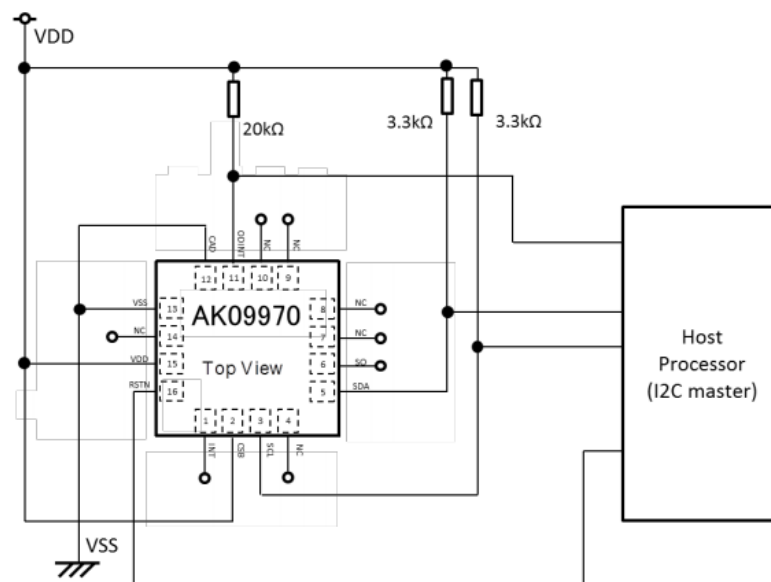 VDD
20kΩ
3.3kΩ
3.3kΩ
CAD
ODINT
NC
NC
12
11
10
9
VSS
13
AK09970
8
NC
NC
14
7
NC
VDD
15
Top View
6
SO
RSTN
16
5
SDA
1
2
3
4
INT
CSB
SCL
NC
VSS
Host
Processor
(I2C master)